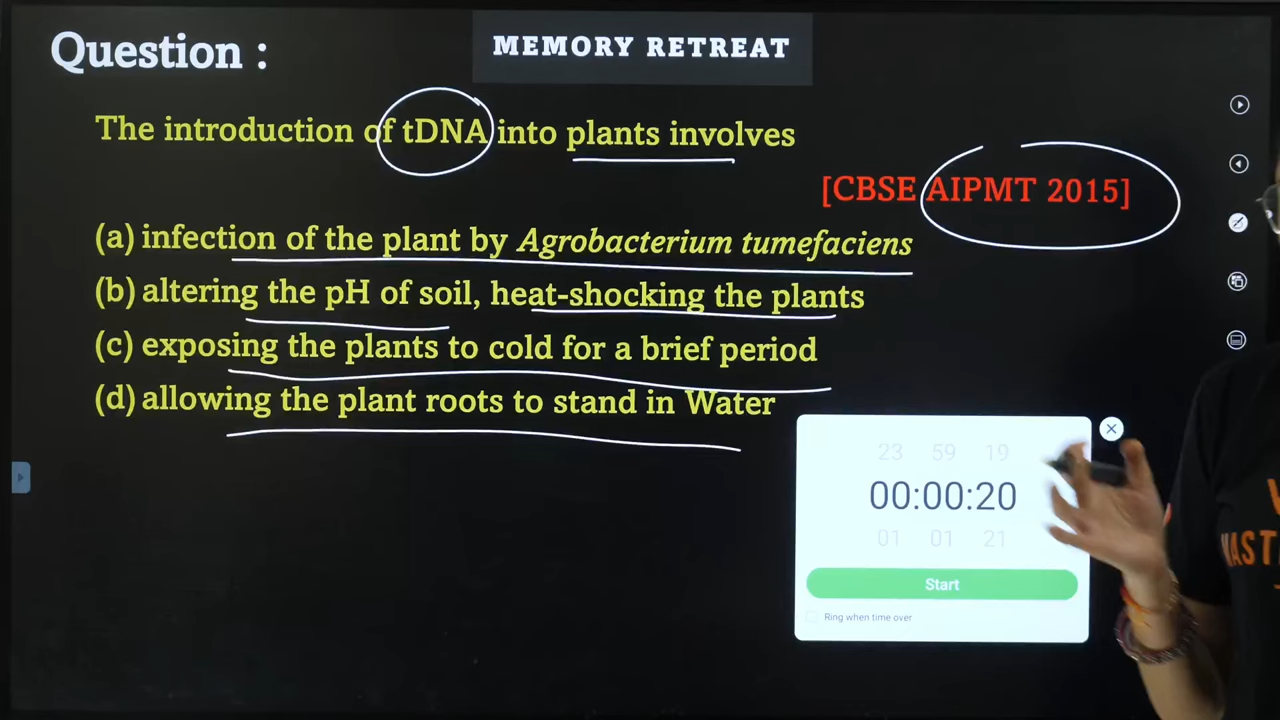 Question :
MEMORY RETREAT
The introduction of tDNA into plants involves
[CBSE AIPMT 2015]
(a) infection of the plant by Agrobacterium tumefaciens
(b) altering the pH of soil, heat-shocking the plants
(c) exposing the plants to cold for a brief period
(d) allowing the plant roots to stand in Water
23 59 19
00:00:20
01 01 21
Start
Ring when time over